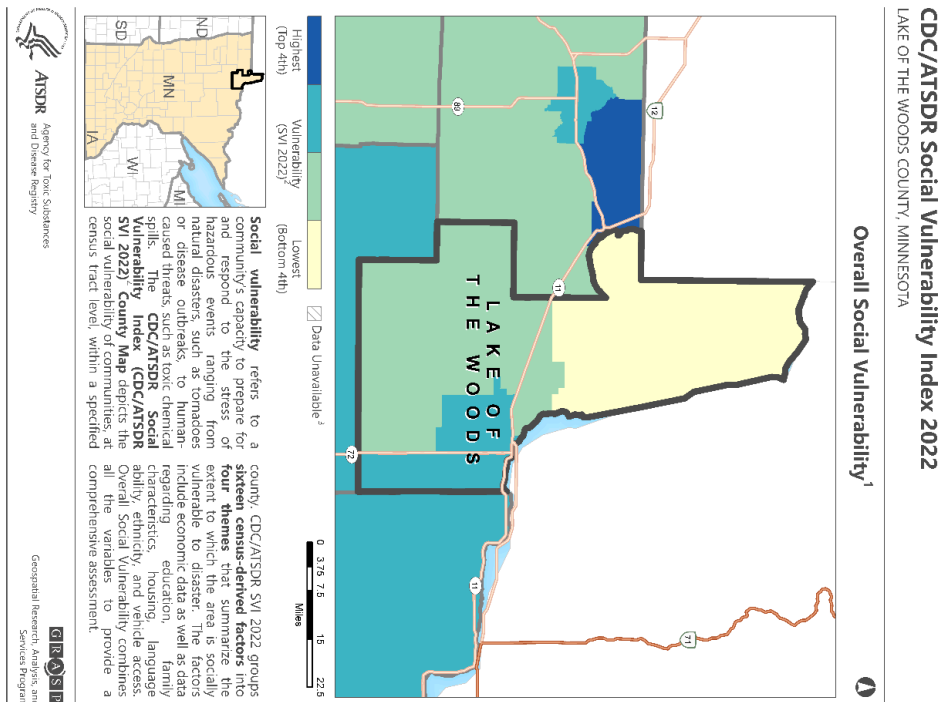 CDC/ATSDR Social Vulnerability Index 2022
LAKE OF THE WOODS COUNTY, MINNESOTA
Overall Social Vulnerability1
12
89
11
11
71
72
LAKE OF
THE WOODS
Highest
(Top 4th)
Vulnerability
(SVI 2022)2
Lowest
(Bottom 4th)
Data Unavailable3
0 3.75 7.5 15 22.5
Miles
ND
SD
MN
WI
MI
IA
Social vulnerability refers to a
community's capacity to prepare for
and respond to the stress of
hazardous events ranging from
natural disasters, such as tornadoes
or disease outbreaks, to human-
caused threats, such as toxic chemical
spills. The CDC/ATSDR Social
Vulnerability Index (CDC/ATSDR
SVI 2022)4 County Map depicts the
social vulnerability of communities, at
census tract level, within a specified
county. CDC/ATSDR SVI 2022 groups
sixteen census-derived factors into
four themes that summarize the
extent to which the area is socially
vulnerable to disaster. The factors
include economic data as well as data
regarding education, family
characteristics, housing, language
ability, ethnicity, and vehicle access.
Overall Social Vulnerability combines
all the variables to provide a
comprehensive assessment.
ATSDR
Agency for Toxic Substances
and Disease Registry
GRASP
Geospatial Research, Analysis, an
Services Program